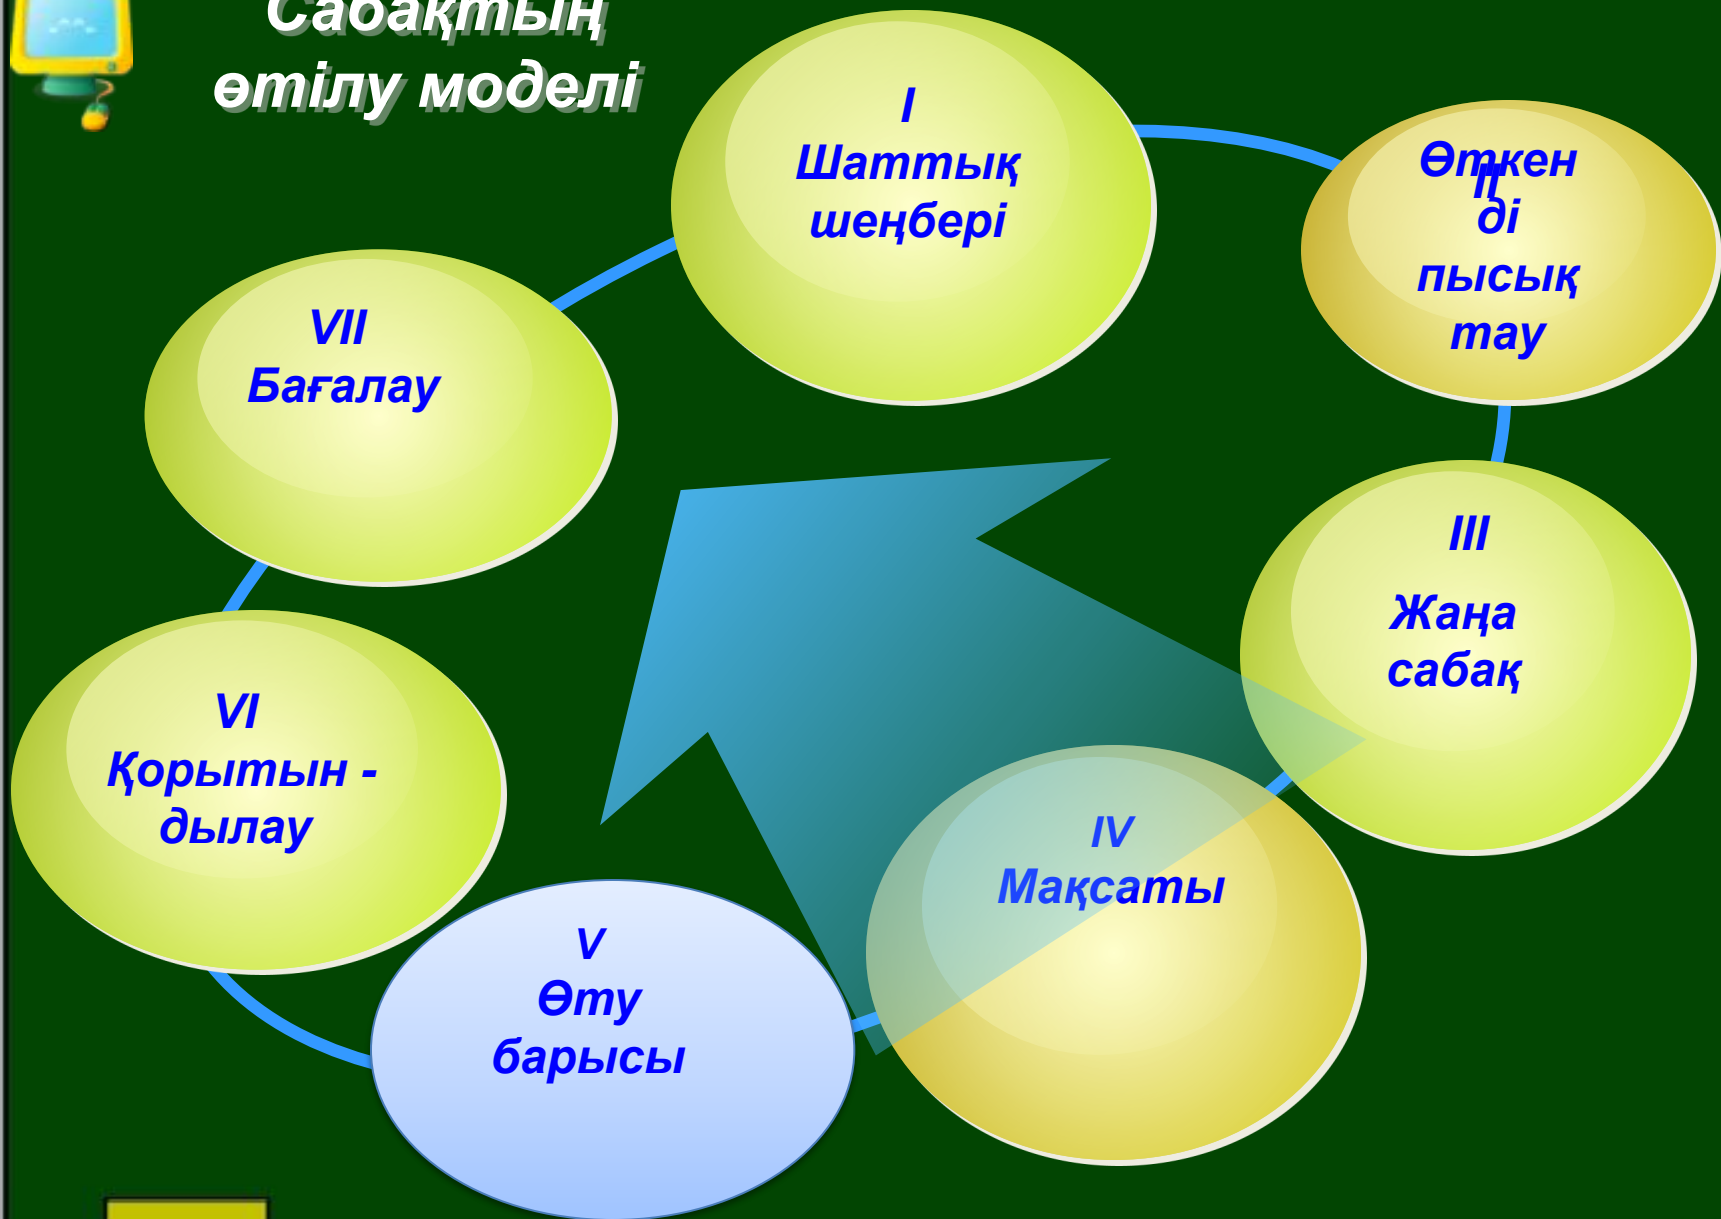 Сабақтың
өтілу моделі
I
Шаттық
шеңбері
II
Өткен
ді
пысық
тау
III
Жаңа
сабақ
IV
Мақсаты
V
Өту
барысы
VI
Қорытын -
дылау
VII
Бағалау